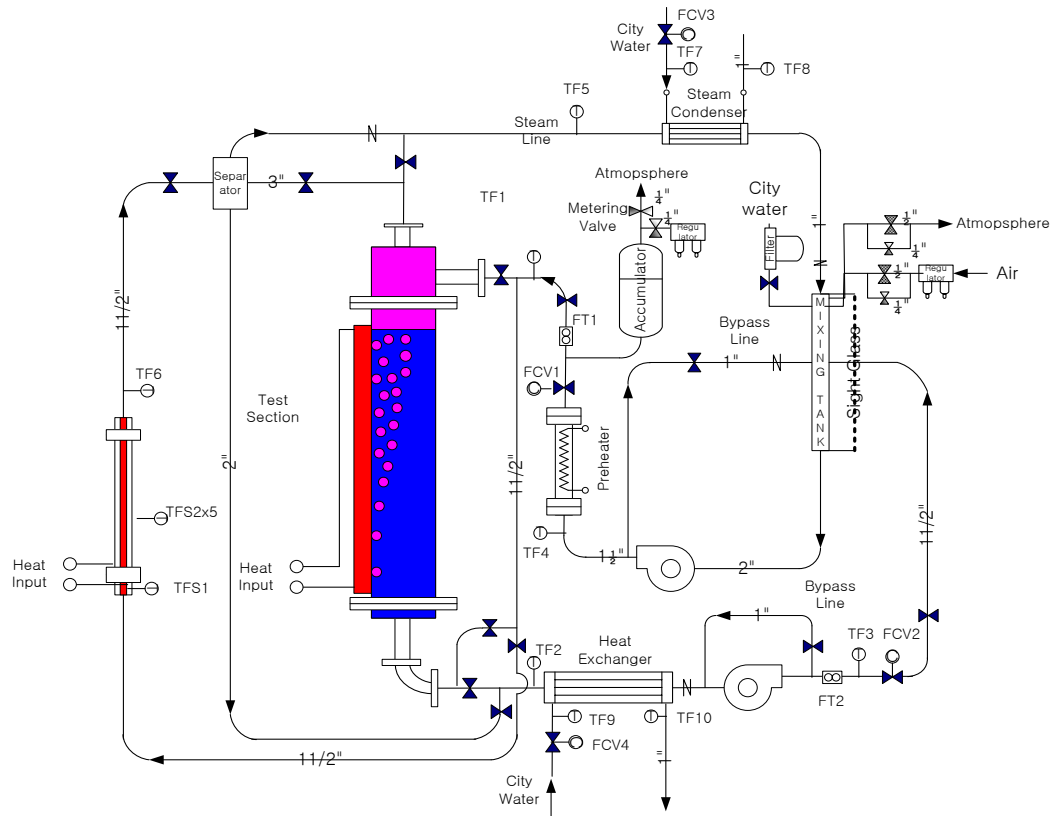 FCV3
City
Water
TF7
1"
TF8
TF5
Steam
Condenser
Steam
Line
N
Separ
ator
3"
TF1
Atmopsphere
1/4"
Metering
Valve
1/4"
Regu
lator
City
water
Filter
1"
N
1/2"
Atmopsphere
1/4"
1/2"
Regu
lator
Air
1/4"
Accumulator
MIXING TANK
Sight Glass
11/2"
FT1
Bypass
Line
1"
N
FCV1
TF6
Test
Section
2"
11/2"
Preheater
TFS2x5
TF4
1 1/2"
2"
11/2"
Heat
Input
TFS1
Heat
Input
Bypass
Line
1"
TF2
Heat
Exchanger
TF3
FCV2
N
FT2
TF9
TF10
FCV4
11/2"
1"
City
Water